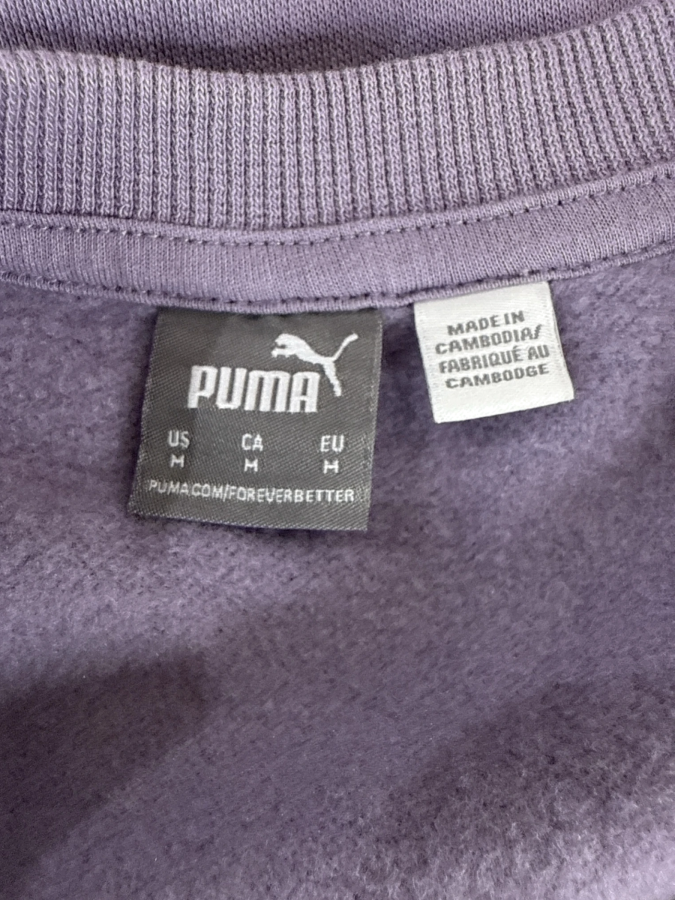 PUMA
US CA EU
M M M
PUMA.COM/FOREVERBETTER
MADE IN
CAMBODIA/
FABRIQUÉ AU
CAMBODGE